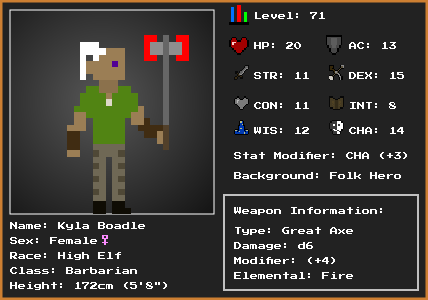 Level: 71
HP: 20 AC: 13
STR: 11 DEX: 15
CON: 11 INT: 8
WIS: 12 CHA: 14
Stat Modifier: CHA (+3)
Background: Folk Hero
Weapon Information:
Type: Great Axe
Damage: d6
Modifier: (+4)
Elemental: Fire
Name: Kyla Boadle
Sex: Female♀
Race: High Elf
Class: Barbarian
Height: 172cm (5'8")